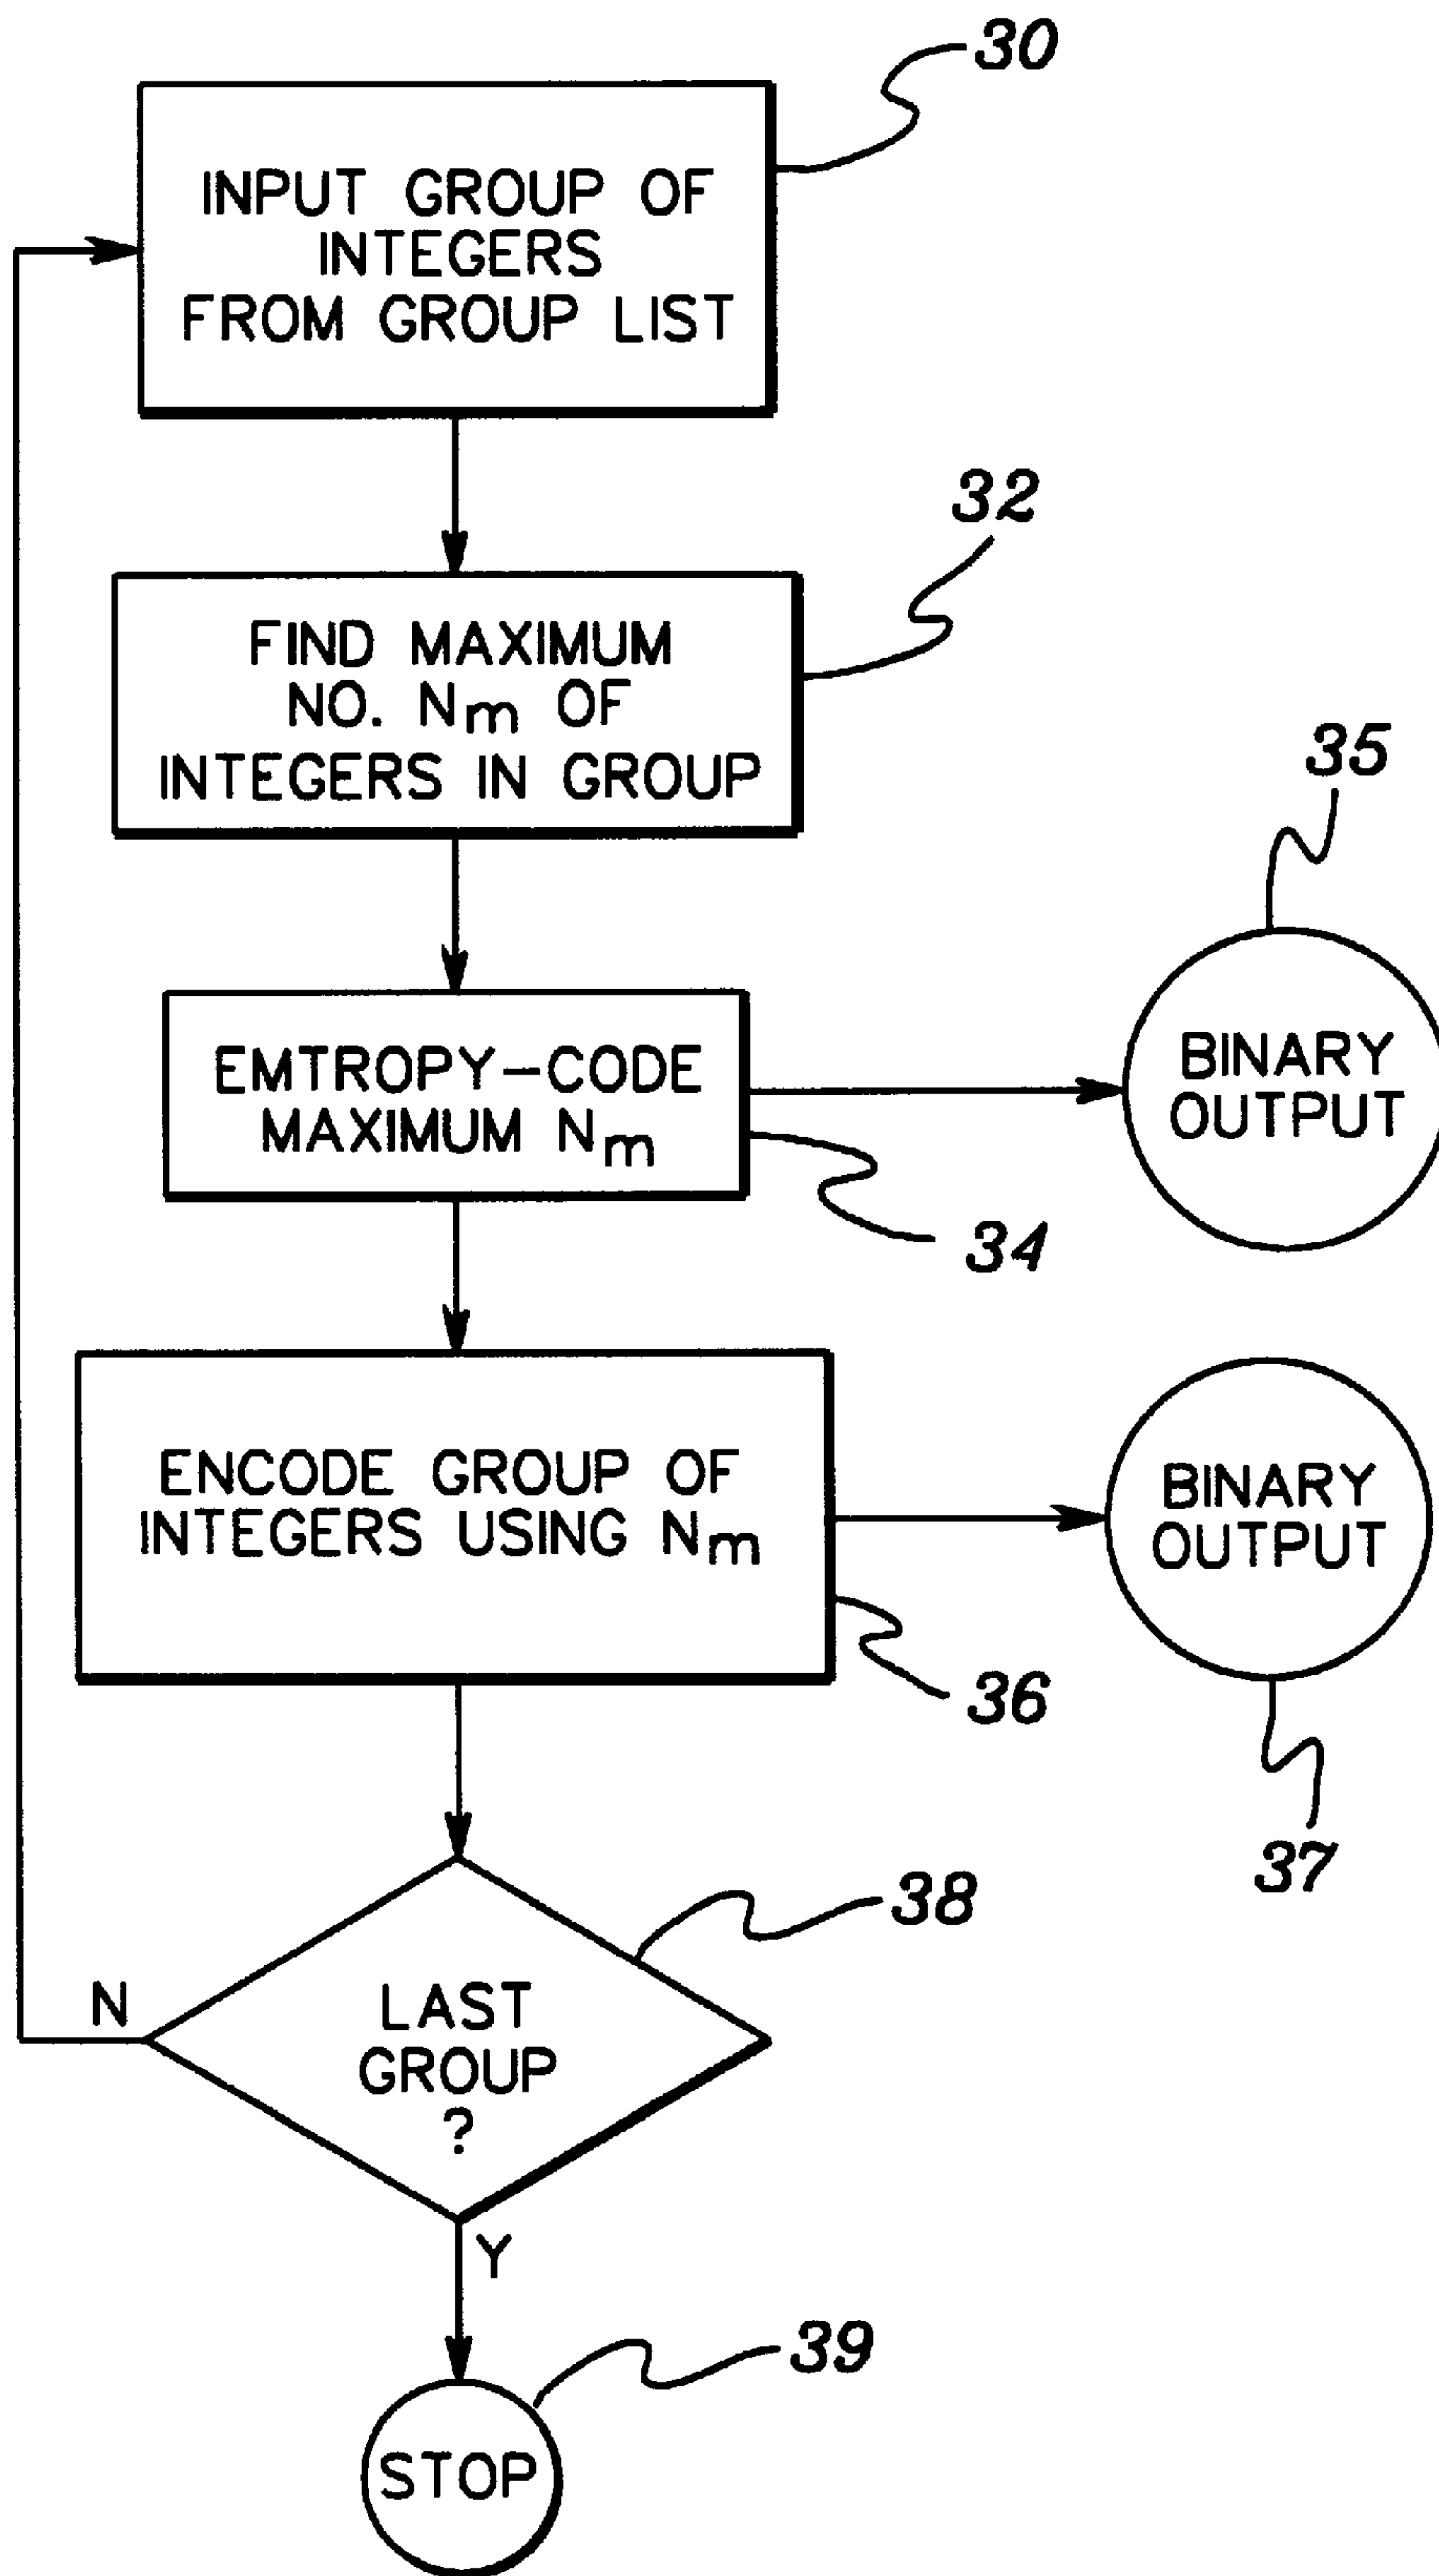 30
INPUT GROUP OF
INTEGERS
FROM GROUP LIST
32
FIND MAXIMUM
NO. Nm OF
INTEGERS IN GROUP
35
EMTROPY-CODE
MAXIMUM Nm
BINARY
OUTPUT
34
ENCODE GROUP OF
INTEGERS USING Nm
BINARY
OUTPUT
36
37
38
N
LAST
GROUP
?
Y
39
STOP